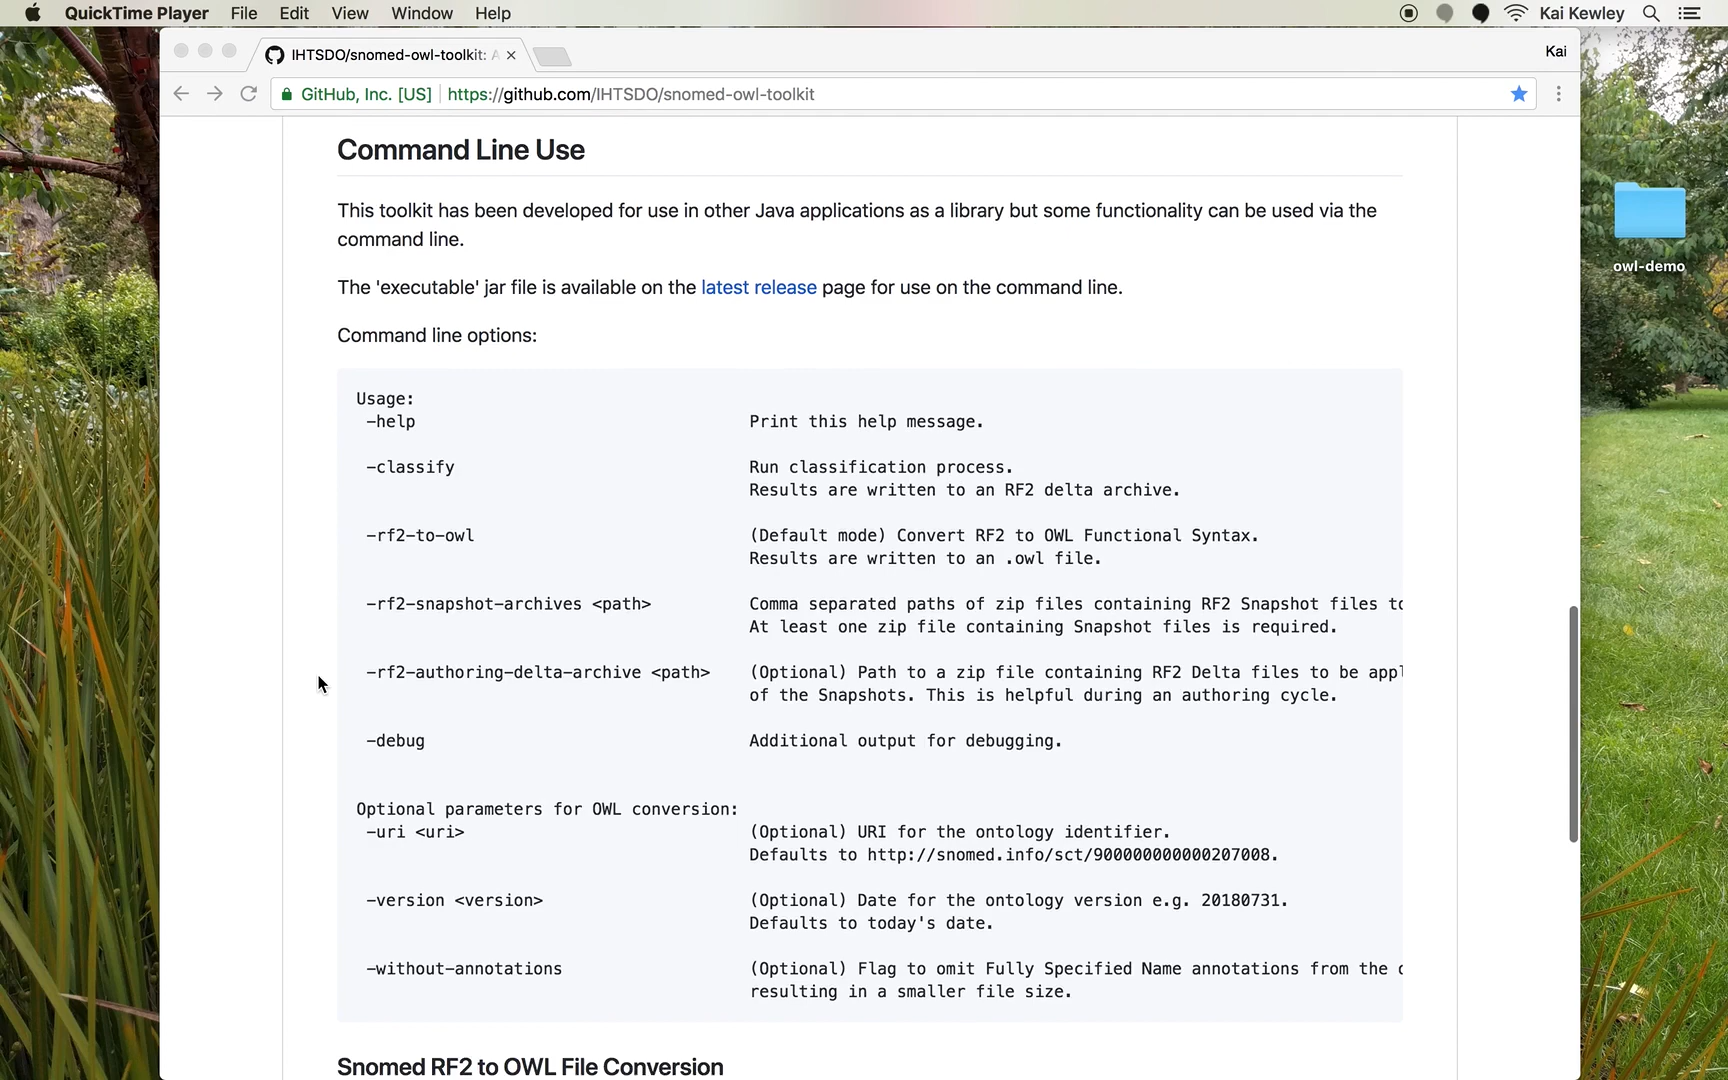 QuickTime Player File Edit View Window Help Kai Kewley
IHTSDO/snomed-owl-toolkit: A Kai
GitHub, Inc. [US] https://github.com/IHTSDO/snomed-owl-toolkit
Command Line Use
This toolkit has been developed for use in other Java applications as a library but some functionality can be used via the
command line.
The 'executable' jar file is available on the latest release page for use on the command line.
Command line options:
Usage:
-help Print this help message.
-classify Run classification process.
Results are written to an RF2 delta archive.
-rf2-to-owl (Default mode) Convert RF2 to OWL Functional Syntax.
Results are written to an .owl file.
-rf2-snapshot-archives <path> Comma separated paths of zip files containing RF2 Snapshot files to
At least one zip file containing Snapshot files is required.
-rf2-authoring-delta-archive <path> (Optional) Path to a zip file containing RF2 Delta files to be appl
of the Snapshots. This is helpful during an authoring cycle.
-debug Additional output for debugging.
Optional parameters for OWL conversion:
-uri <uri> (Optional) URI for the ontology identifier.
Defaults to http://snomed.info/sct/900000000000207008.
-version <version> (Optional) Date for the ontology version e.g. 20180731.
Defaults to today's date.
-without-annotations (Optional) Flag to omit Fully Specified Name annotations from the
resulting in a smaller file size.
Snomed RF2 to OWL File Conversion
owl-demo